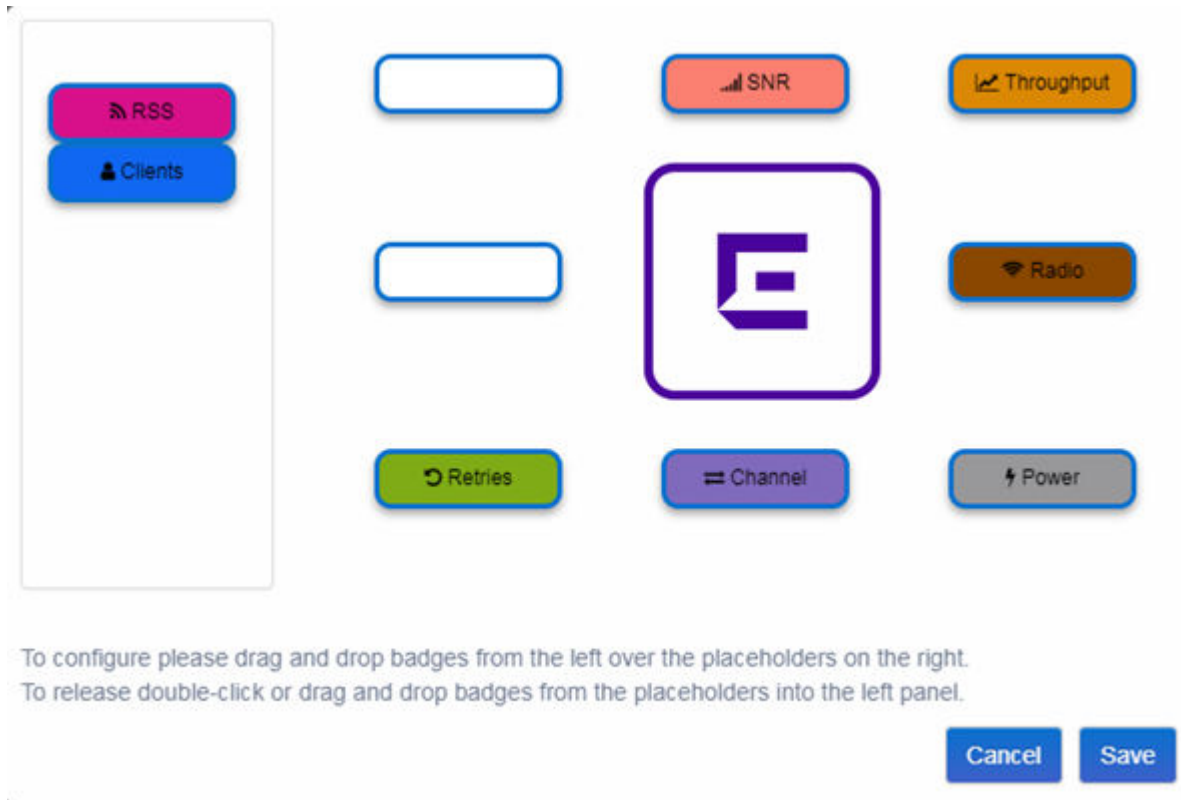 RSS
Clients
SNR
Throughput
Radio
Retries
Channel
Power
To configure please drag and drop badges from the left over the placeholders on the right.
To release double-click or drag and drop badges from the placeholders into the left panel.
Cancel
Save